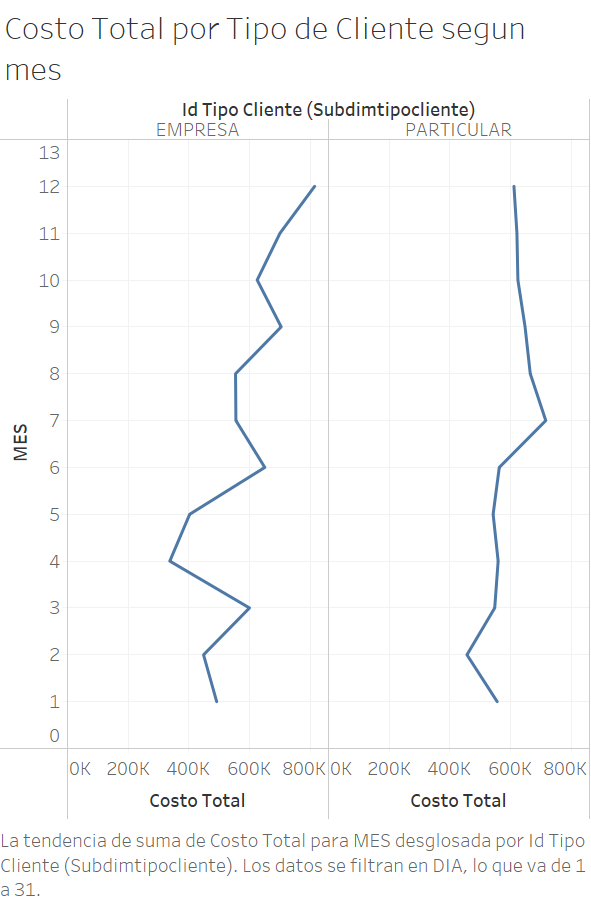 Costo Total por Tipo de Cliente segun
mes
Id Tipo Cliente (Subdimtipocliente)
EMPRESA PARTICULAR
13
12
11
10
9
8
7
6
5
4
3
2
1
0
MES
0K 200K 400K 600K 800K 0K 200K 400K 600K 800K
Costo Total Costo Total
La tendencia de suma de Costo Total para MES desglosada por Id Tipo
Cliente (Subdimtipocliente). Los datos se filtran en DIA, lo que va de 1
a 31.